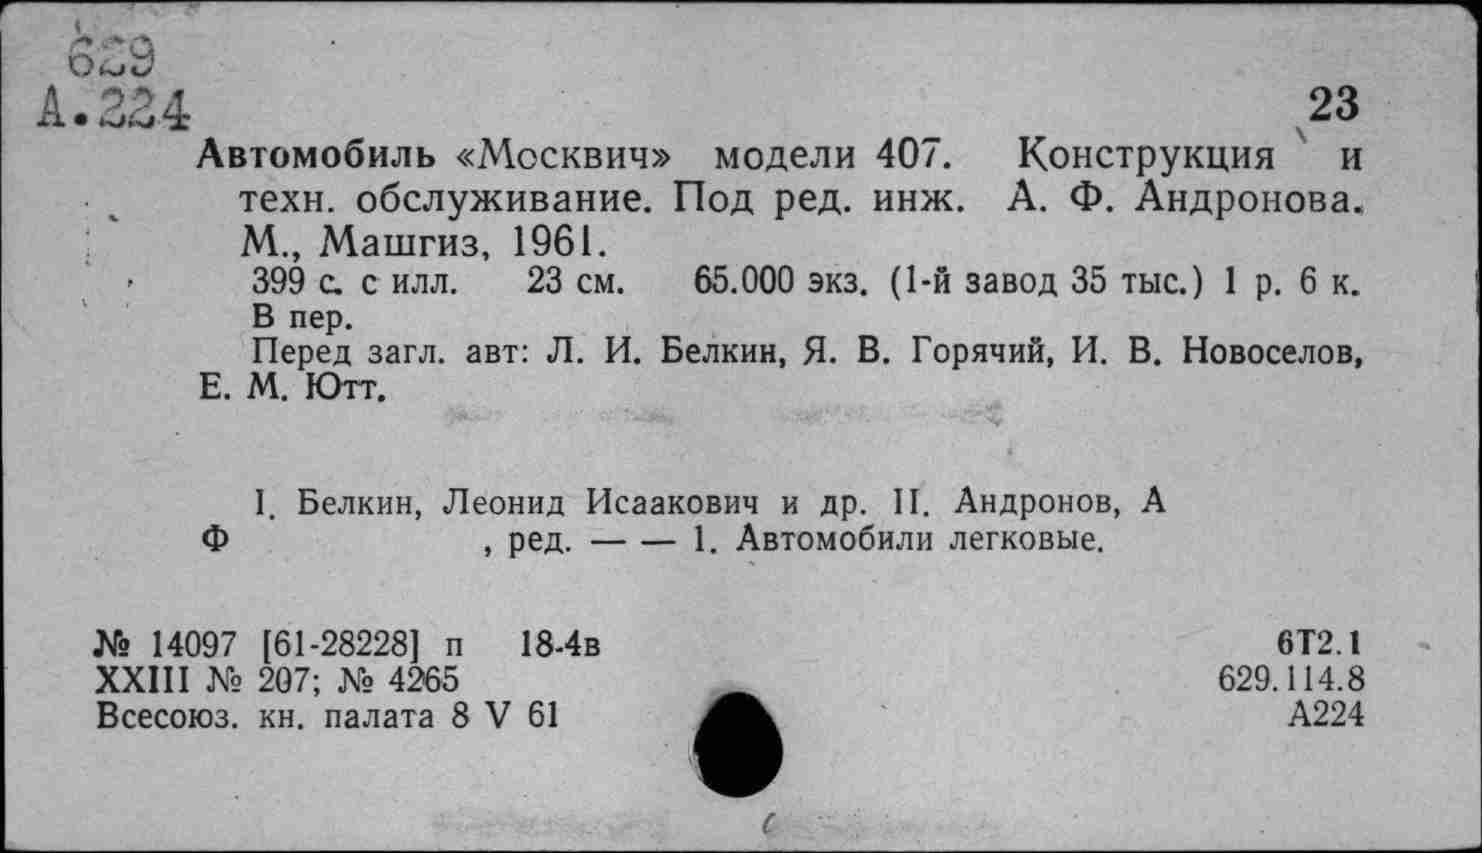 629
А.224
23
Автомобиль «Москвич» модели 407. Конструкция и
техн. обслуживание. Под ред. инж. А. Ф. Андронова.
М., Машгиз, 1961.
399 с. с илл. 23 см. 65.000 экз. (1-й завод 35 тыс.) 1 р. 6 к.
В пер.
Перед загл. авт: Л. И. Белкин, Я. В. Горячий, И. В. Новоселов,
Е. М. Ютт.
I. Белкин, Леонид Исаакович и др. II. Андронов, А
Ф , ред. — — 1. Автомобили легковые.
№ 14097 [61-28228] п 18-4в
6Т2.1
XXIII № 207; № 4265
629.114.8
Всесоюз. кн. палата 8 V 61
А224